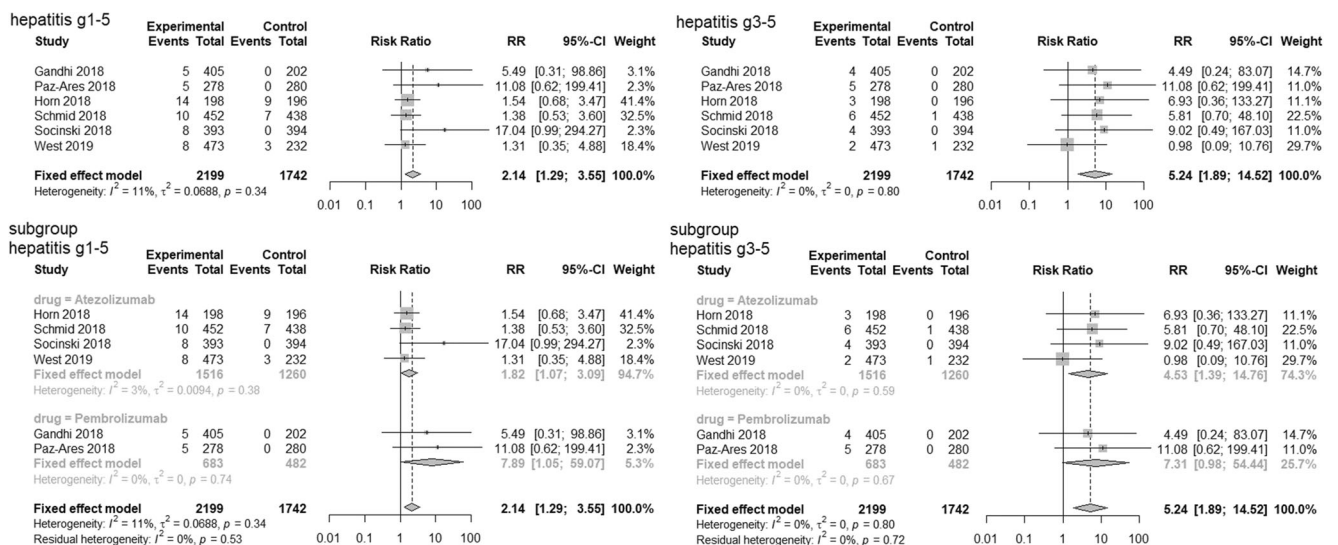 hepatitis g1-5
Experimental Control
Study Events Total Events Total Risk Ratio RR 95%-CI Weight
Gandhi 2018 5 405 0 202 5.49 [0.31; 98.86] 3.1%
Paz-Ares 2018 5 278 0 280 11.08 [0.62; 199.41] 2.3%
Horn 2018 14 198 9 196 1.54 [0.68; 3.47] 41.4%
Schmid 2018 10 452 7 438 1.38 [0.53; 3.60] 32.5%
Socinski 2018 8 393 0 394 17.04 [0.99; 294.27] 2.3%
West 2019 8 473 3 232 1.31 [0.35; 4.88] 18.4%
Fixed effect model 2199 1742 2.14 [1.29; 3.55] 100.0%
Heterogeneity: I² = 11%, τ² = 0.0688, p = 0.34
0.01 0.1 1 10 100
hepatitis g3-5
Experimental Control
Study Events Total Events Total Risk Ratio RR 95%-CI Weight
Gandhi 2018 4 405 0 202 4.49 [0.24; 83.07] 14.7%
Paz-Ares 2018 5 278 0 280 11.08 [0.62; 199.41] 11.0%
Horn 2018 3 198 0 196 6.93 [0.36; 133.27] 11.1%
Schmid 2018 6 452 1 438 5.81 [0.70; 48.10] 22.5%
Socinski 2018 4 393 0 394 9.02 [0.49; 167.03] 11.0%
West 2019 2 473 1 232 0.98 [0.09; 10.76] 29.7%
Fixed effect model 2199 1742 5.24 [1.89; 14.52] 100.0%
Heterogeneity: I² = 0%, τ² = 0, p = 0.80
0.01 0.1 1 10 100
subgroup
hepatitis g1-5
Experimental Control
Study Events Total Events Total Risk Ratio RR 95%-CI Weight
drug = Atezolizumab
Horn 2018 14 198 9 196 1.54 [0.68; 3.47] 41.4%
Schmid 2018 10 452 7 438 1.38 [0.53; 3.60] 32.5%
Socinski 2018 8 393 0 394 17.04 [0.99; 294.27] 2.3%
West 2019 8 473 3 232 1.31 [0.35; 4.88] 18.4%
Fixed effect model 1516 1260 1.82 [1.07; 3.09] 94.7%
Heterogeneity: I² = 3%, τ² = 0.0094, p = 0.38
drug = Pembrolizumab
Gandhi 2018 5 405 0 202 5.49 [0.31; 98.86] 3.1%
Paz-Ares 2018 5 278 0 280 11.08 [0.62; 199.41] 2.3%
Fixed effect model 683 482 7.89 [1.05; 59.07] 5.3%
Heterogeneity: I² = 0%, τ² = 0, p = 0.74
Fixed effect model 2199 1742 2.14 [1.29; 3.55] 100.0%
Heterogeneity: I² = 11%, τ² = 0.0688, p = 0.34
Residual heterogeneity: I² = 0%, p = 0.53
0.01 0.1 1 10 100
subgroup
hepatitis g3-5
Experimental Control
Study Events Total Events Total Risk Ratio RR 95%-CI Weight
drug = Atezolizumab
Horn 2018 3 198 0 196 6.93 [0.36; 133.27] 11.1%
Schmid 2018 6 452 1 438 5.81 [0.70; 48.10] 22.5%
Socinski 2018 4 393 0 394 9.02 [0.49; 167.03] 11.0%
West 2019 2 473 1 232 0.98 [0.09; 10.76] 29.7%
Fixed effect model 1516 1260 4.53 [1.39; 14.76] 74.3%
Heterogeneity: I² = 0%, τ² = 0, p = 0.59
drug = Pembrolizumab
Gandhi 2018 4 405 0 202 4.49 [0.24; 83.07] 14.7%
Paz-Ares 2018 5 278 0 280 11.08 [0.62; 199.41] 11.0%
Fixed effect model 683 482 7.31 [0.98; 54.44] 25.7%
Heterogeneity: I² = 0%, τ² = 0, p = 0.67
Fixed effect model 2199 1742 5.24 [1.89; 14.52] 100.0%
Heterogeneity: I² = 0%, τ² = 0, p = 0.80
Residual heterogeneity: I² = 0%, p = 0.72
0.01 0.1 1 10 100